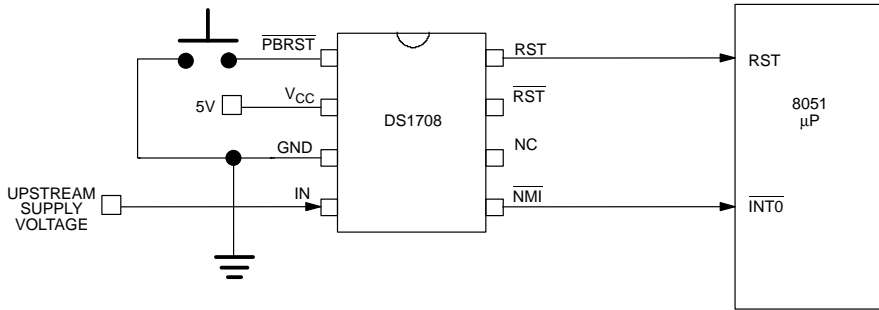 PBRST
RST
RST
VCC
5V
RST
8051
µP
DS1708
GND
NC
IN
NMI
INT0
UPSTREAM
SUPPLY
VOLTAGE